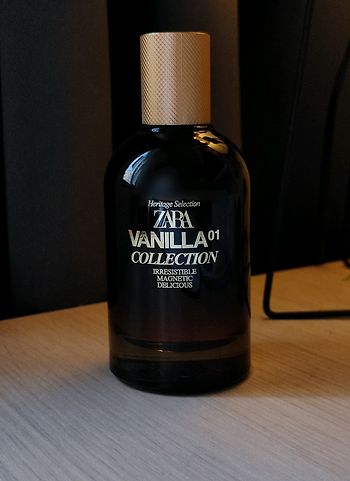 Heritage Selection
ZARA
VANILLA 01
COLLECTION
IRRESISTIBLE
MAGNETIC
DELICIOUS